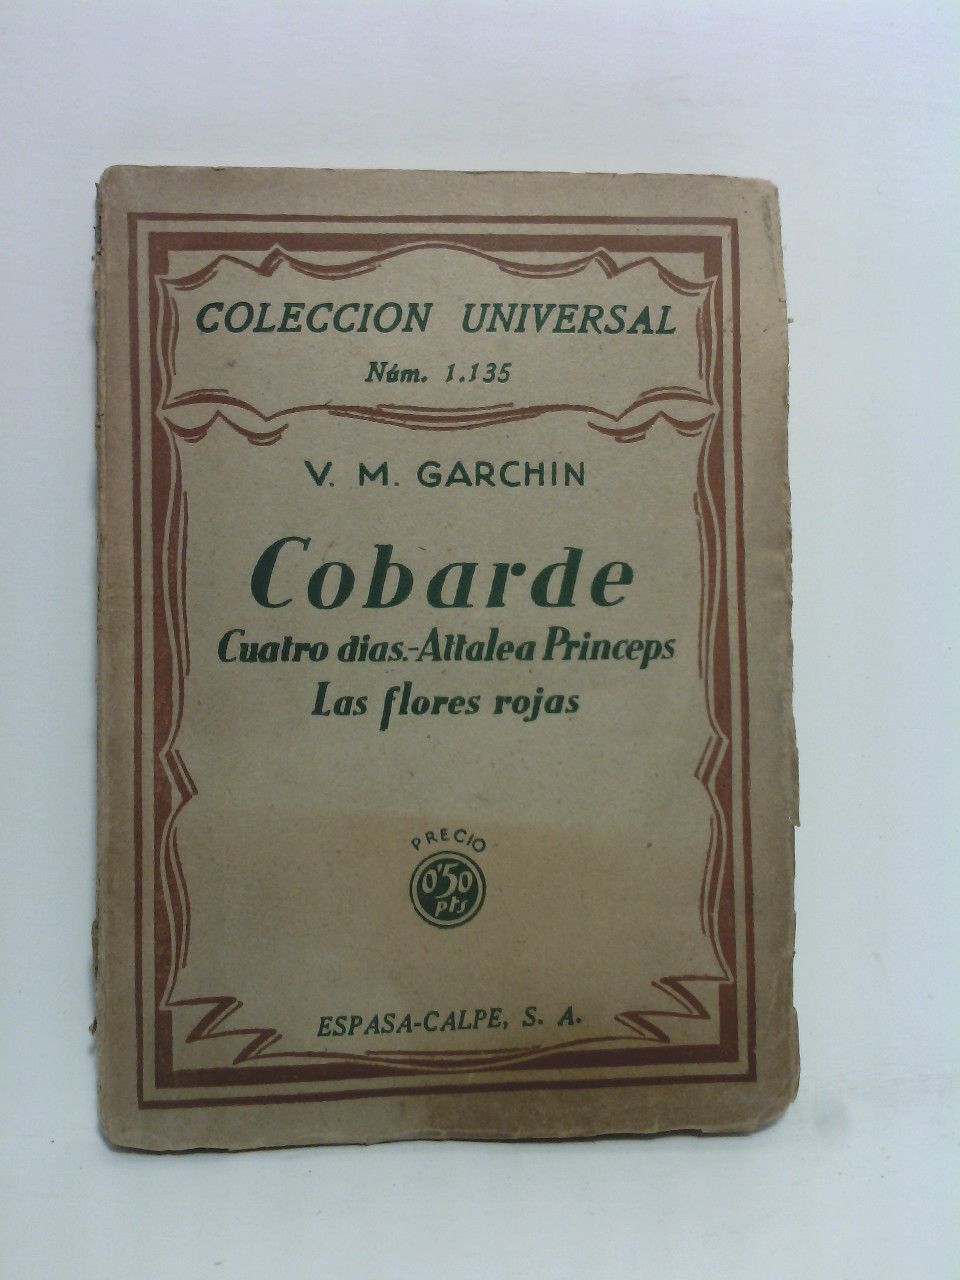 COLECCION UNIVERSAL
Núm. 1.135
V. M. GARCHIN
Cobarde
Cuatro dias.-Attalea Princeps
Las flores rojas
PRECIO
0'50
pts
ESPASA-CALPE, S. A.